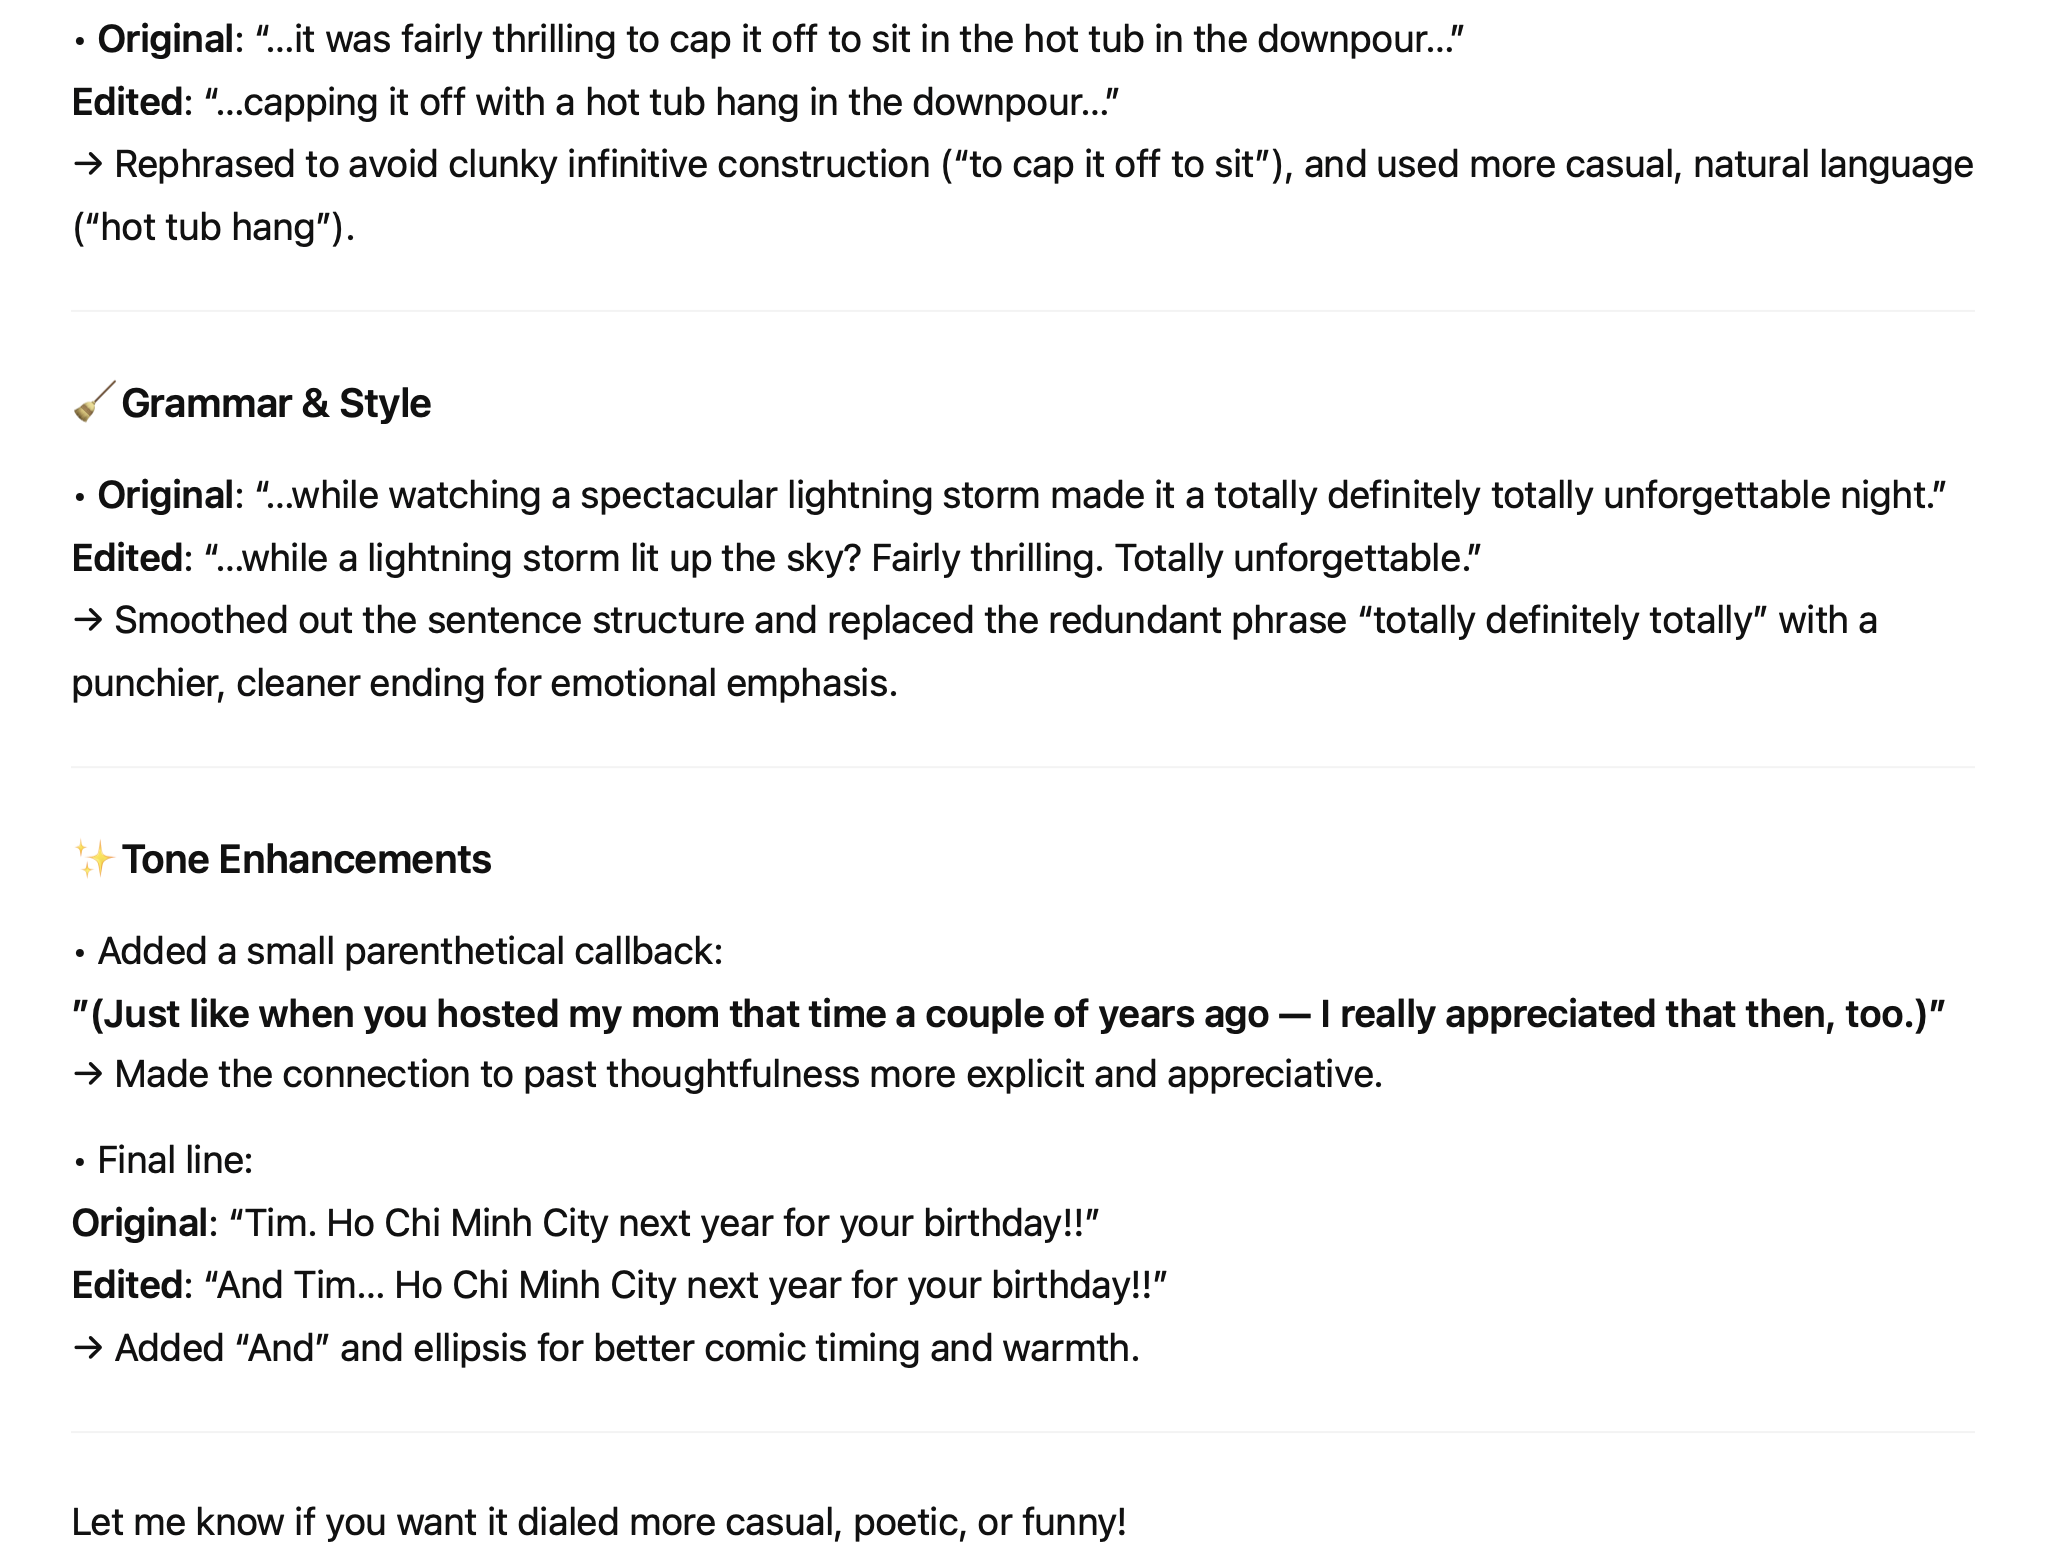 • Original: “…it was fairly thrilling to cap it off to sit in the hot tub in the downpour…”
Edited: “…capping it off with a hot tub hang in the downpour…”
→ Rephrased to avoid clunky infinitive construction (“to cap it off to sit”), and used more casual, natural language
(“hot tub hang”).
🧹 Grammar & Style
• Original: “…while watching a spectacular lightning storm made it a totally definitely totally unforgettable night.”
Edited: “…while a lightning storm lit up the sky? Fairly thrilling. Totally unforgettable.”
→ Smoothed out the sentence structure and replaced the redundant phrase “totally definitely totally” with a
punchier, cleaner ending for emotional emphasis.
✨ Tone Enhancements
• Added a small parenthetical callback:
”(Just like when you hosted my mom that time a couple of years ago — I really appreciated that then, too.)”
→ Made the connection to past thoughtfulness more explicit and appreciative.
• Final line:
Original: “Tim. Ho Chi Minh City next year for your birthday!!”
Edited: “And Tim… Ho Chi Minh City next year for your birthday!!”
→ Added “And” and ellipsis for better comic timing and warmth.
Let me know if you want it dialed more casual, poetic, or funny!